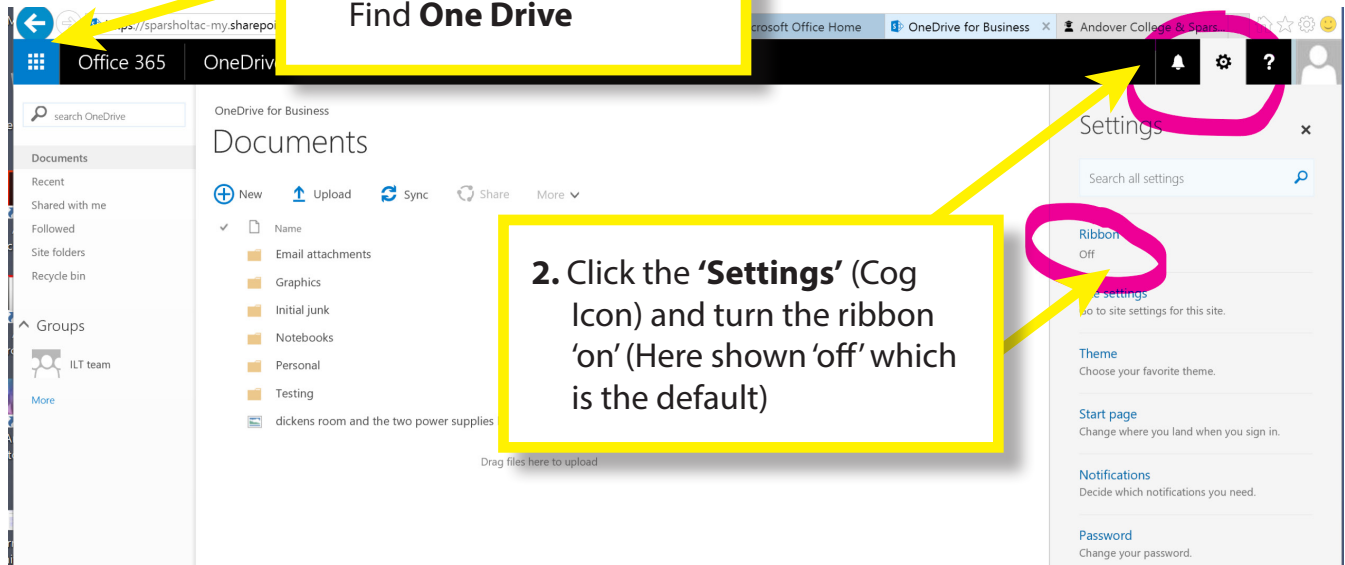 Find One Drive
https://sparsholtac-my.sharepoi
crosoft Office Home
OneDrive for Business ×
Andover College & Spars...
Office 365
OneDriv
?
search OneDrive
Documents
Recent
Shared with me
Followed
Site folders
Recycle bin
Groups
ILT team
More
OneDrive for Business
Documents
New Upload Sync Share More
Name
Email attachments
Graphics
Initial junk
Notebooks
Personal
Testing
dickens room and the two power supplies
Drag files here to upload
2. Click the 'Settings' (Cog
Icon) and turn the ribbon
'on' (Here shown 'off' which
is the default)
Settings ×
Search all settings
Ribbon
Off
settings
Go to site settings for this site.
Theme
Choose your favorite theme.
Start page
Change where you land when you sign in.
Notifications
Decide which notifications you need.
Password
Change your password.